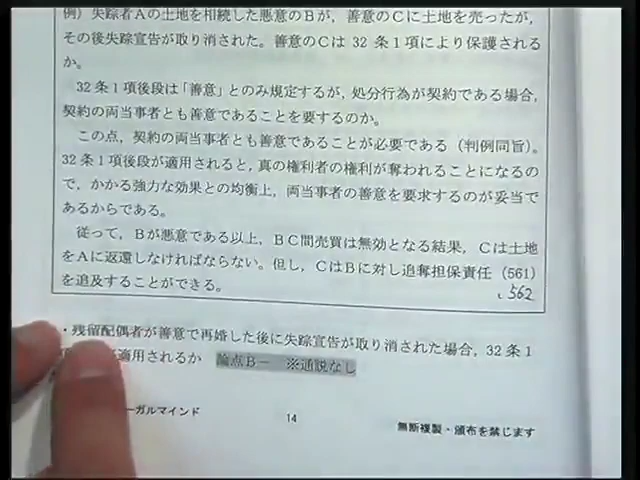 例）失踪者Aの土地を相続した悪意のBが，善意のCに土地を売ったが，
その後失踪宣告が取り消された。善意のCは 32 条1項により保護される
か。
32 条1項後段は「善意」とのみ規定するが，処分行為が契約である場合，
契約の両当事者とも善意であることを要するのか。
この点，契約の両当事者とも善意であることが必要である（判例同旨）。
32 条1項後段が適用されると，真の権利者の権利が奪われることになるの
で，かかる強力な効果との均衡上，両当事者の善意を要求するのが妥当で
あるからである。
従って，Bが悪意である以上，BC間売買は無効となる結果，Cは土地
をAに返還しなければならない。但し，CはBに対し追奪担保責任（561）
を追及することができる。
562
・残留配偶者が善意で再婚した後に失踪宣告が取り消された場合，32 条1
適用されるか 論点B－ ※通説なし
ーガルマインド
14
無断複製・頒布を禁じます